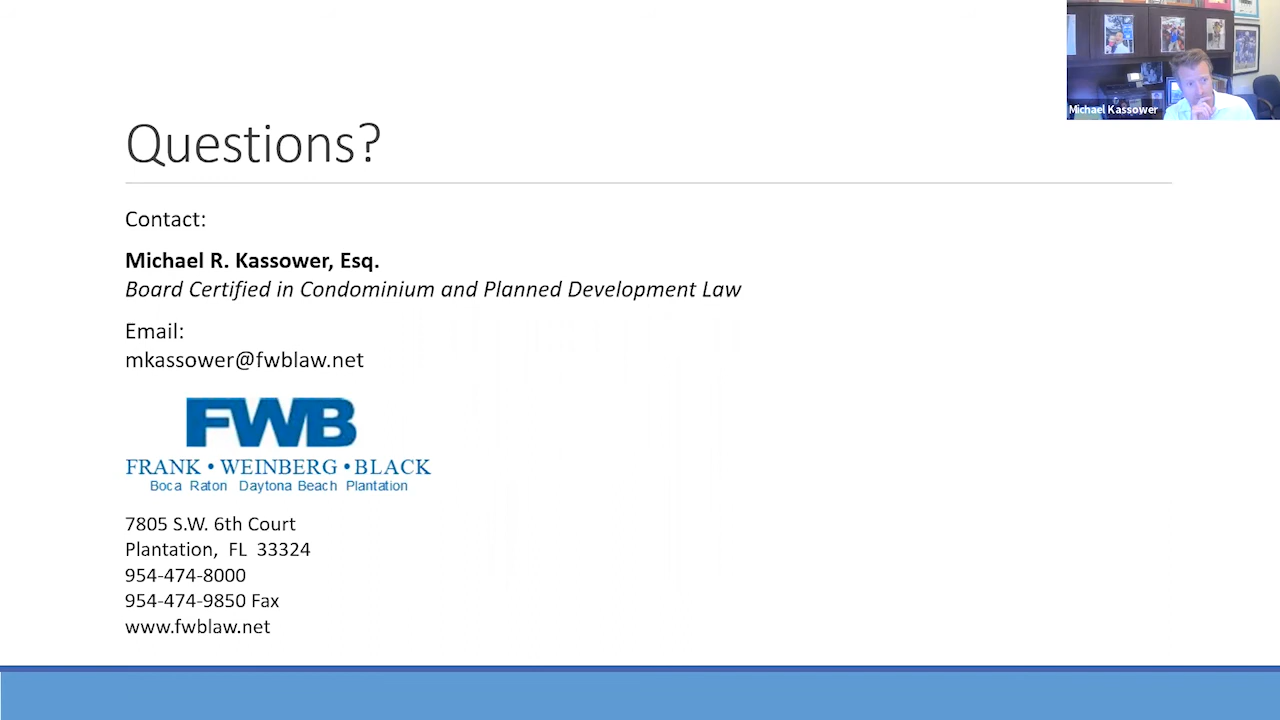 Michael Kassower
Questions?
Contact:
Michael R. Kassower, Esq.
Board Certified in Condominium and Planned Development Law
Email:
mkassower@fwblaw.net
FWB
FRANK • WEINBERG • BLACK
Boca Raton Daytona Beach Plantation
7805 S.W. 6th Court
Plantation, FL 33324
954-474-8000
954-474-9850 Fax
www.fwblaw.net